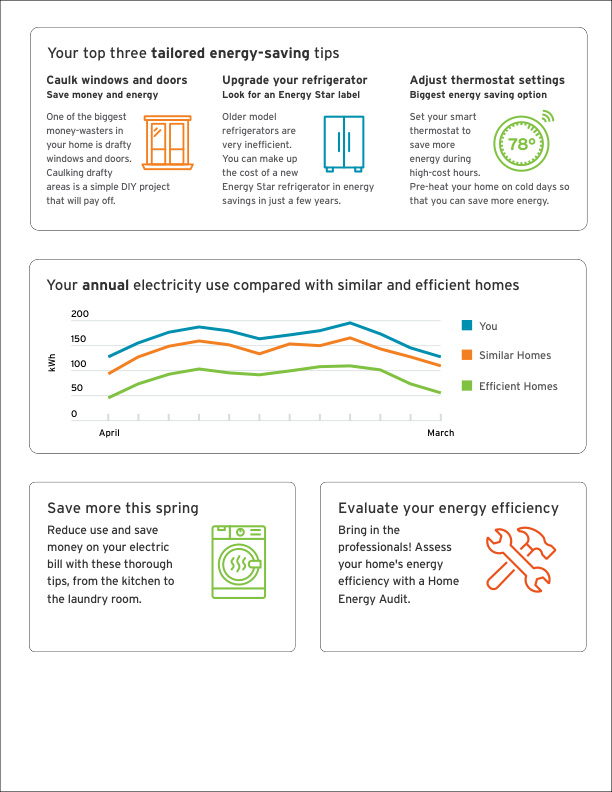 Your top three tailored energy-saving tips
Caulk windows and doors
Save money and energy
One of the biggest
money-wasters in
your home is drafty
windows and doors.
Caulking drafty
areas is a simple DIY project
that will pay off.
Upgrade your refrigerator
Look for an Energy Star label
Older model
refrigerators are
very inefficient.
You can make up
the cost of a new
Energy Star refrigerator in energy
savings in just a few years.
Adjust thermostat settings
Biggest energy saving option
Set your smart
thermostat to
save more
energy during
high-cost hours.
Pre-heat your home on cold days so
that you can save more energy.
78°
Your annual electricity use compared with similar and efficient homes
kWh
200
150
100
50
0
April
March
You
Similar Homes
Efficient Homes
Save more this spring
Reduce use and save
money on your electric
bill with these thorough
tips, from the kitchen to
the laundry room.
Evaluate your energy efficiency
Bring in the
professionals! Assess
your home's energy
efficiency with a Home
Energy Audit.